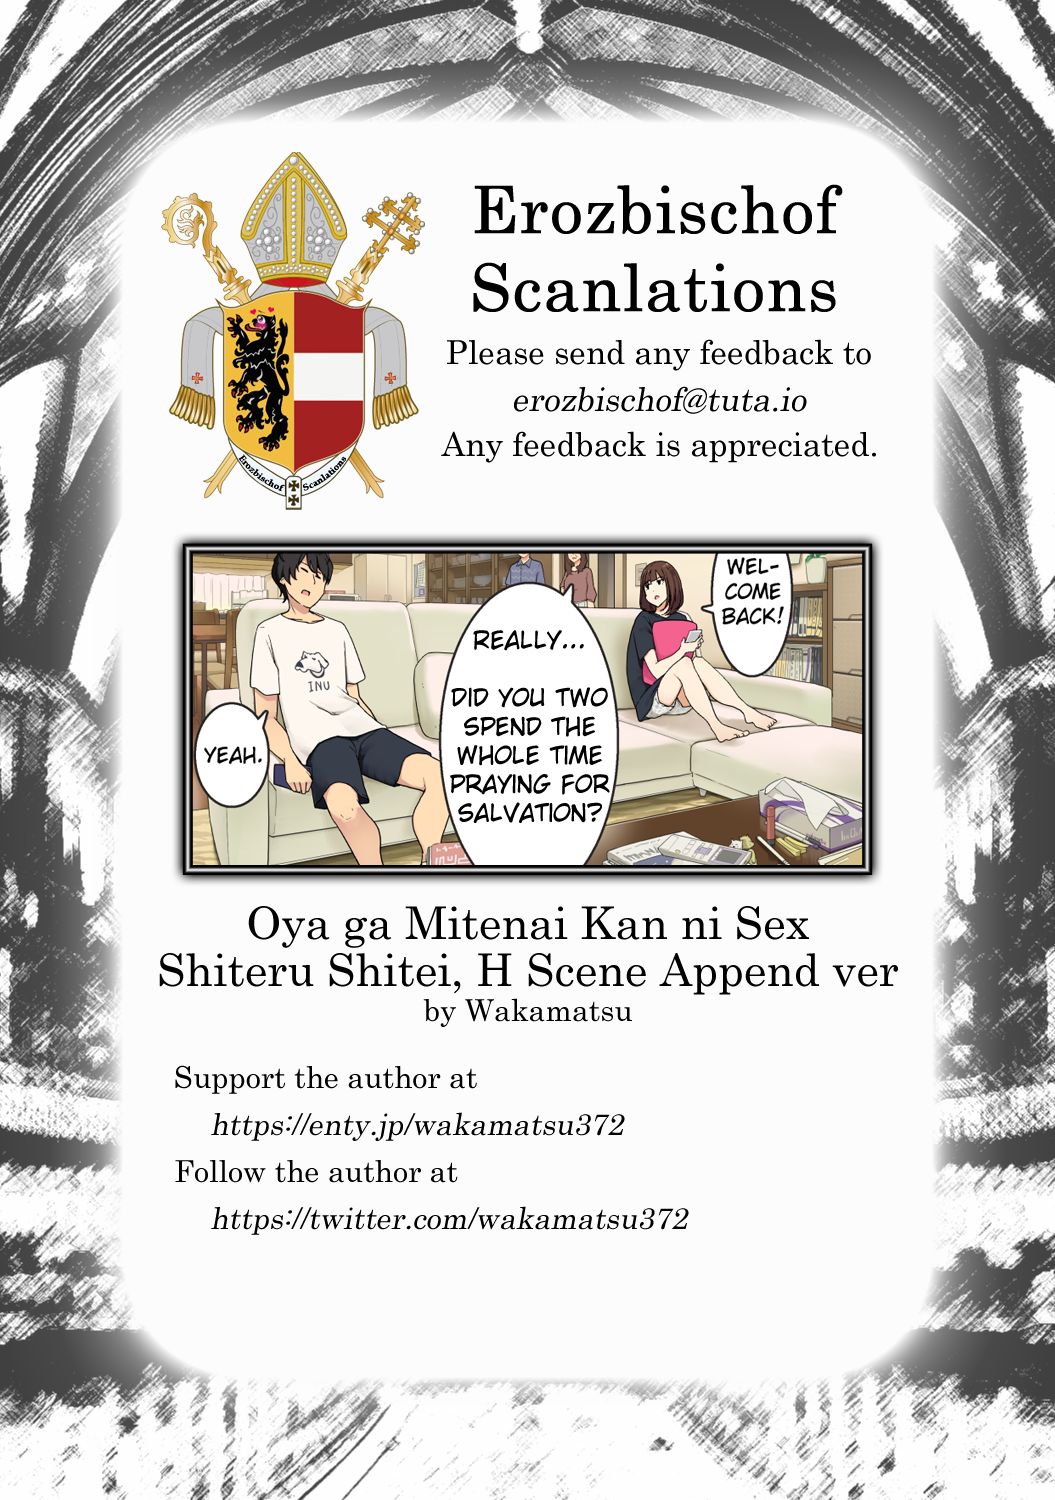 Erozbischof
Scanlations
Please send any feedback to
erozbischof@tuta.io
Any feedback is appreciated.
Erozbischof Scanlations
WEL-
COME
BACK!
REALLY...
DID YOU TWO
SPEND THE
WHOLE TIME
PRAYING FOR
SALVATION?
INU
YEAH.
Oya ga Mitenai Kan ni Sex
Shiteru Shitei, H Scene Append ver
by Wakamatsu
Support the author at
https://enty.jp/wakamatsu372
Follow the author at
https://twitter.com/wakamatsu372